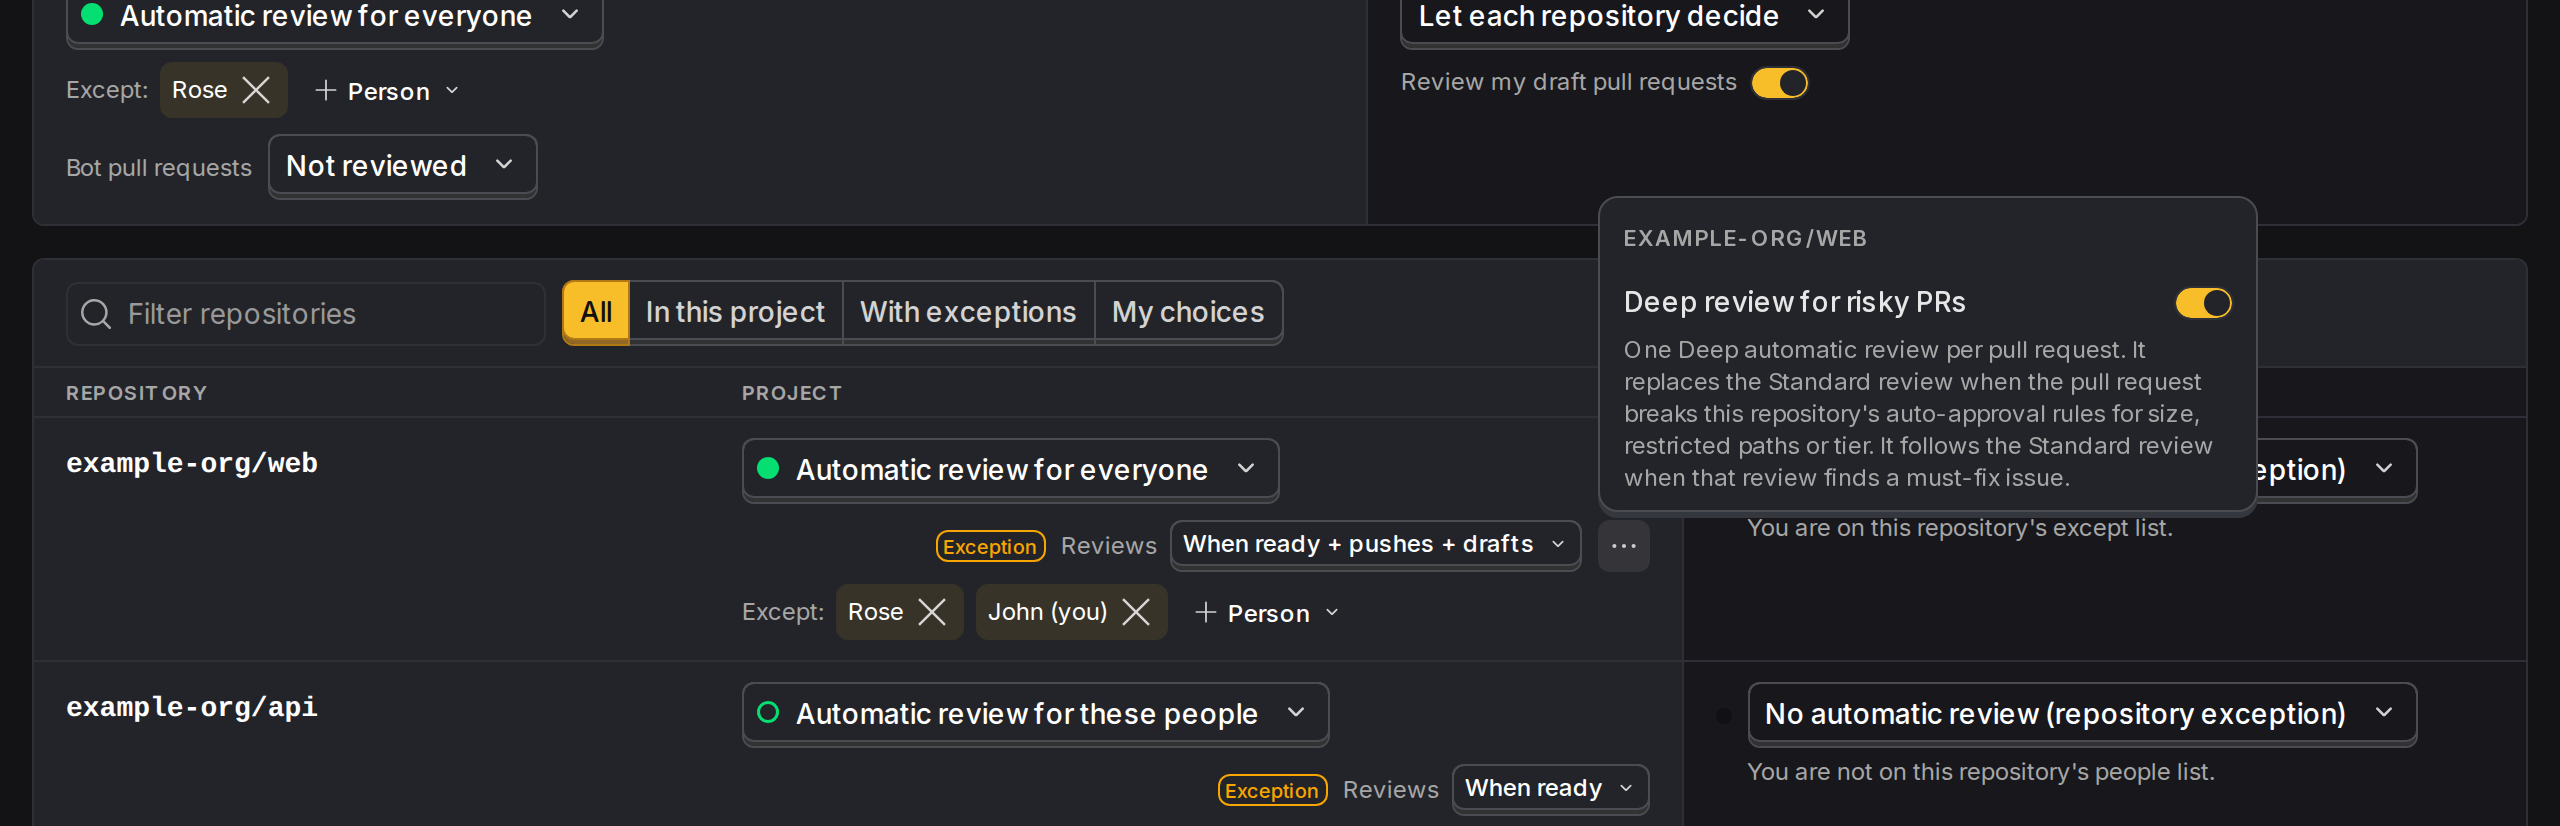 Automatic review for everyone
Let each repository decide
Except: Rose + Person
Review my draft pull requests
Bot pull requests Not reviewed
EXAMPLE-ORG/WEB
Deep review for risky PRs
One Deep automatic review per pull request. It
replaces the Standard review when the pull request
breaks this repository's auto-approval rules for size,
restricted paths or tier. It follows the Standard review
when that review finds a must-fix issue.
Filter repositories
All In this project With exceptions My choices
REPOSITORY PROJECT
example-org/web
Automatic review for everyone
eption)
Exception Reviews When ready + pushes + drafts ...
You are on this repository's except list.
Except: Rose John (you) + Person
example-org/api
Automatic review for these people
No automatic review (repository exception)
Exception Reviews When ready
You are not on this repository's people list.